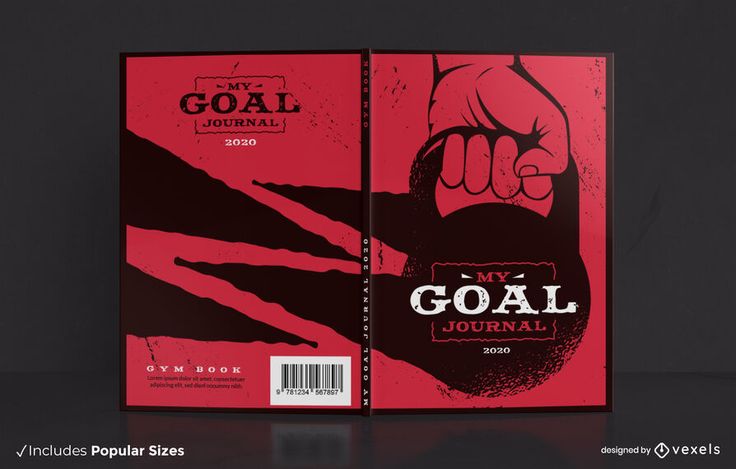 MY
GOAL
JOURNAL
2020
GYM BOOK
Lorem ipsum dolor sit amet, consectetuer
adipiscing elit, sed diam nonummy nibh.
9 781234 567897
GYM BOOK
MY GOAL JOURNAL 2020
MY
GOAL
JOURNAL
2020
✓Includes Popular Sizes
designed by vexels